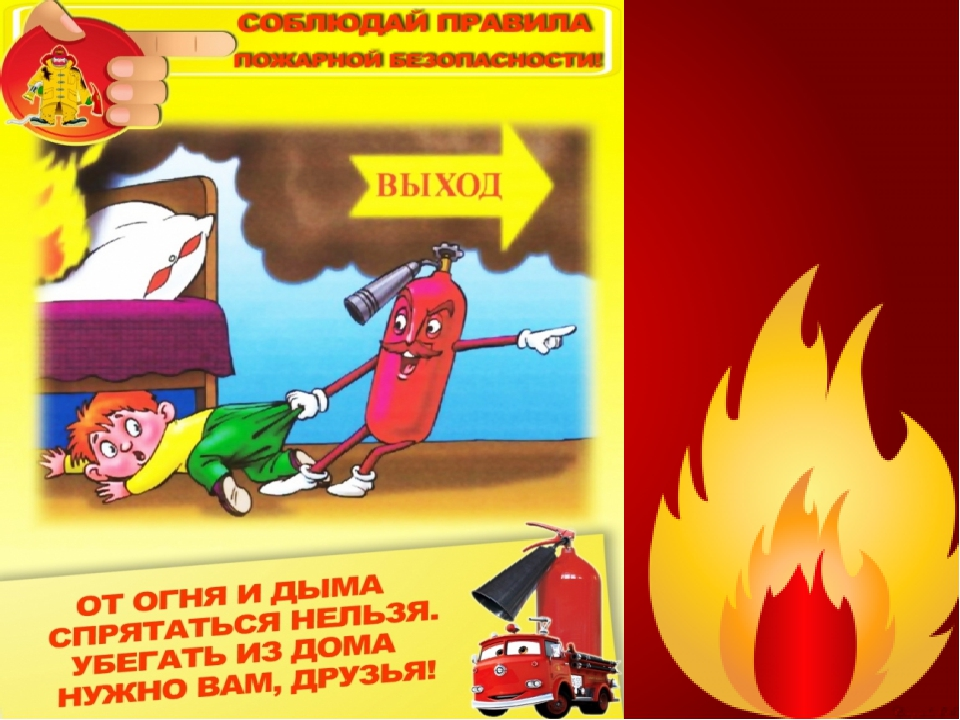 СОБЛЮДАЙ ПРАВИЛА
ПОЖАРНОЙ БЕЗОПАСНОСТИ!
ВЫХОД
ОТ ОГНЯ И ДЫМА
СПРЯТАТЬСЯ НЕЛЬЗЯ.
УБЕГАТЬ ИЗ ДОМА
НУЖНО ВАМ, ДРУЗЬЯ!